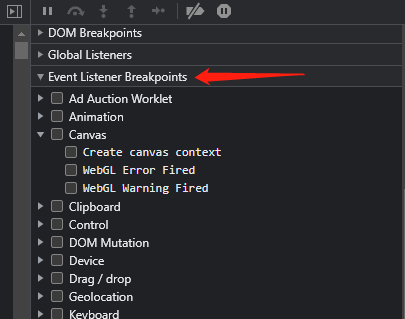 DOM Breakpoints
Global Listeners
Event Listener Breakpoints
Ad Auction Worklet
Animation
Canvas
Create canvas context
WebGL Error Fired
WebGL Warning Fired
Clipboard
Control
DOM Mutation
Device
Drag / drop
Geolocation
Keyboard